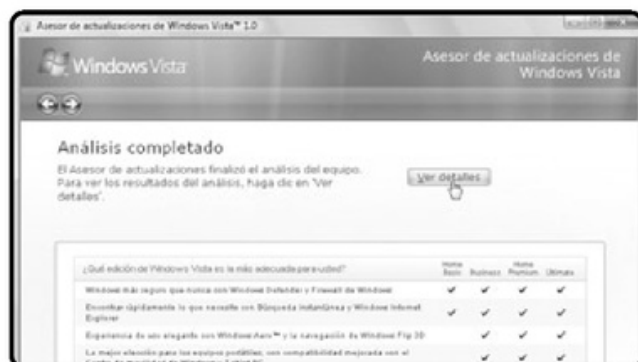 Asesor de actualizaciones de Windows Vista™ 1.0
Windows Vista
Asesor de actualizaciones de
Windows Vista
Análisis completado
El Asesor de actualizaciones finalizó el análisis del equipo.
Para ver los resultados del análisis, haga clic en 'Ver
detalles'.
Ver detalles
¿Qué edición de Windows Vista es la más adecuada para usted?
Home
Basic
Business
Home
Premium
Ultimate
Windows más seguro que nunca con Windows Defender y Firewall de Windows
Encontrar rápidamente lo que necesita con Búsqueda instantánea y Windows Internet
Explorer
Experiencia de uso elegante con Windows Aero™ y la navegación de Windows Flip 3D
La mejor elección para los equipos portátiles, con compatibilidad mejorada con el